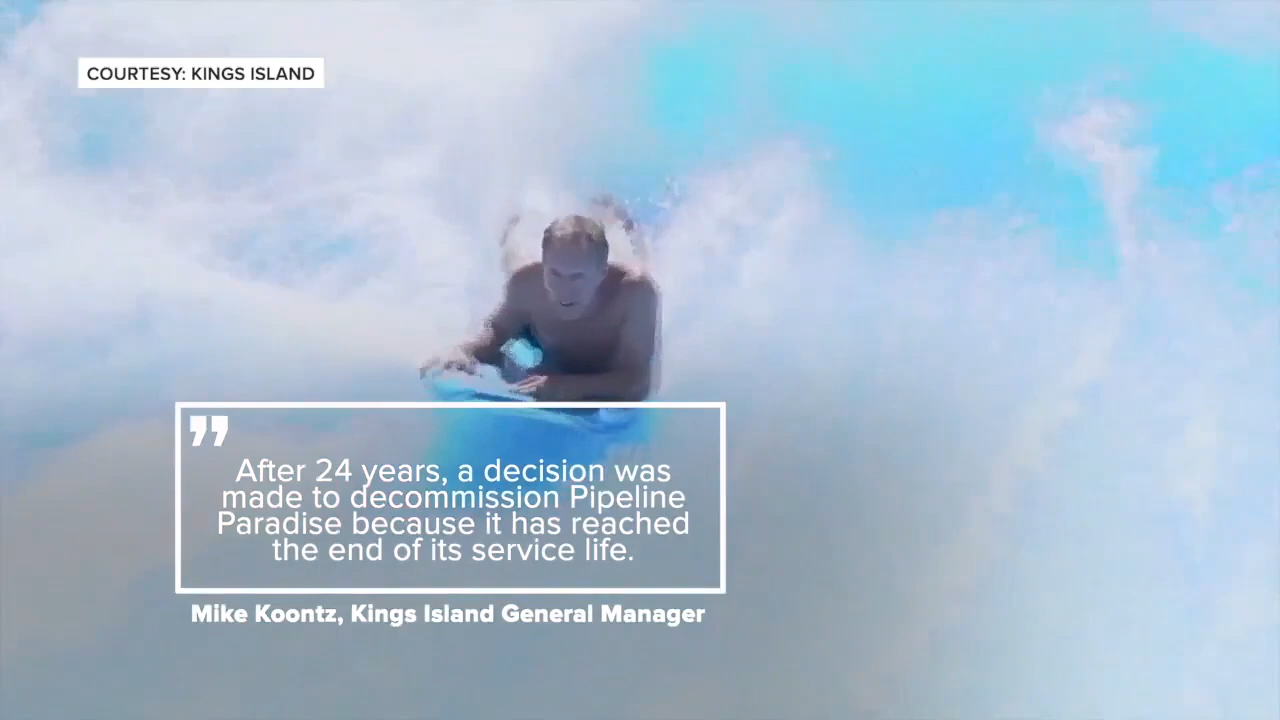 COURTESY: KINGS ISLAND
”
After 24 years, a decision was
made to decommission Pipeline
Paradise because it has reached
the end of its service life.
Mike Koontz, Kings Island General Manager